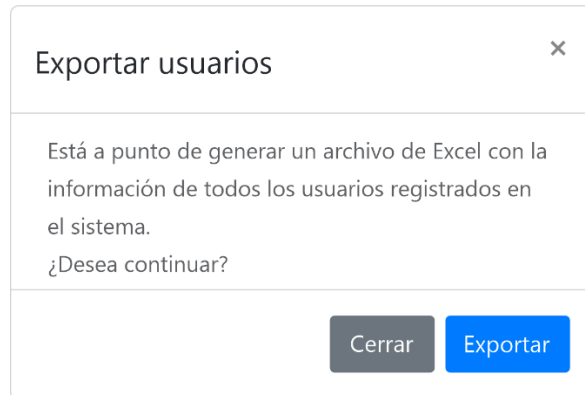 Exportar usuarios
×
Está a punto de generar un archivo de Excel con la
información de todos los usuarios registrados en
el sistema.
¿Desea continuar?
Cerrar
Exportar